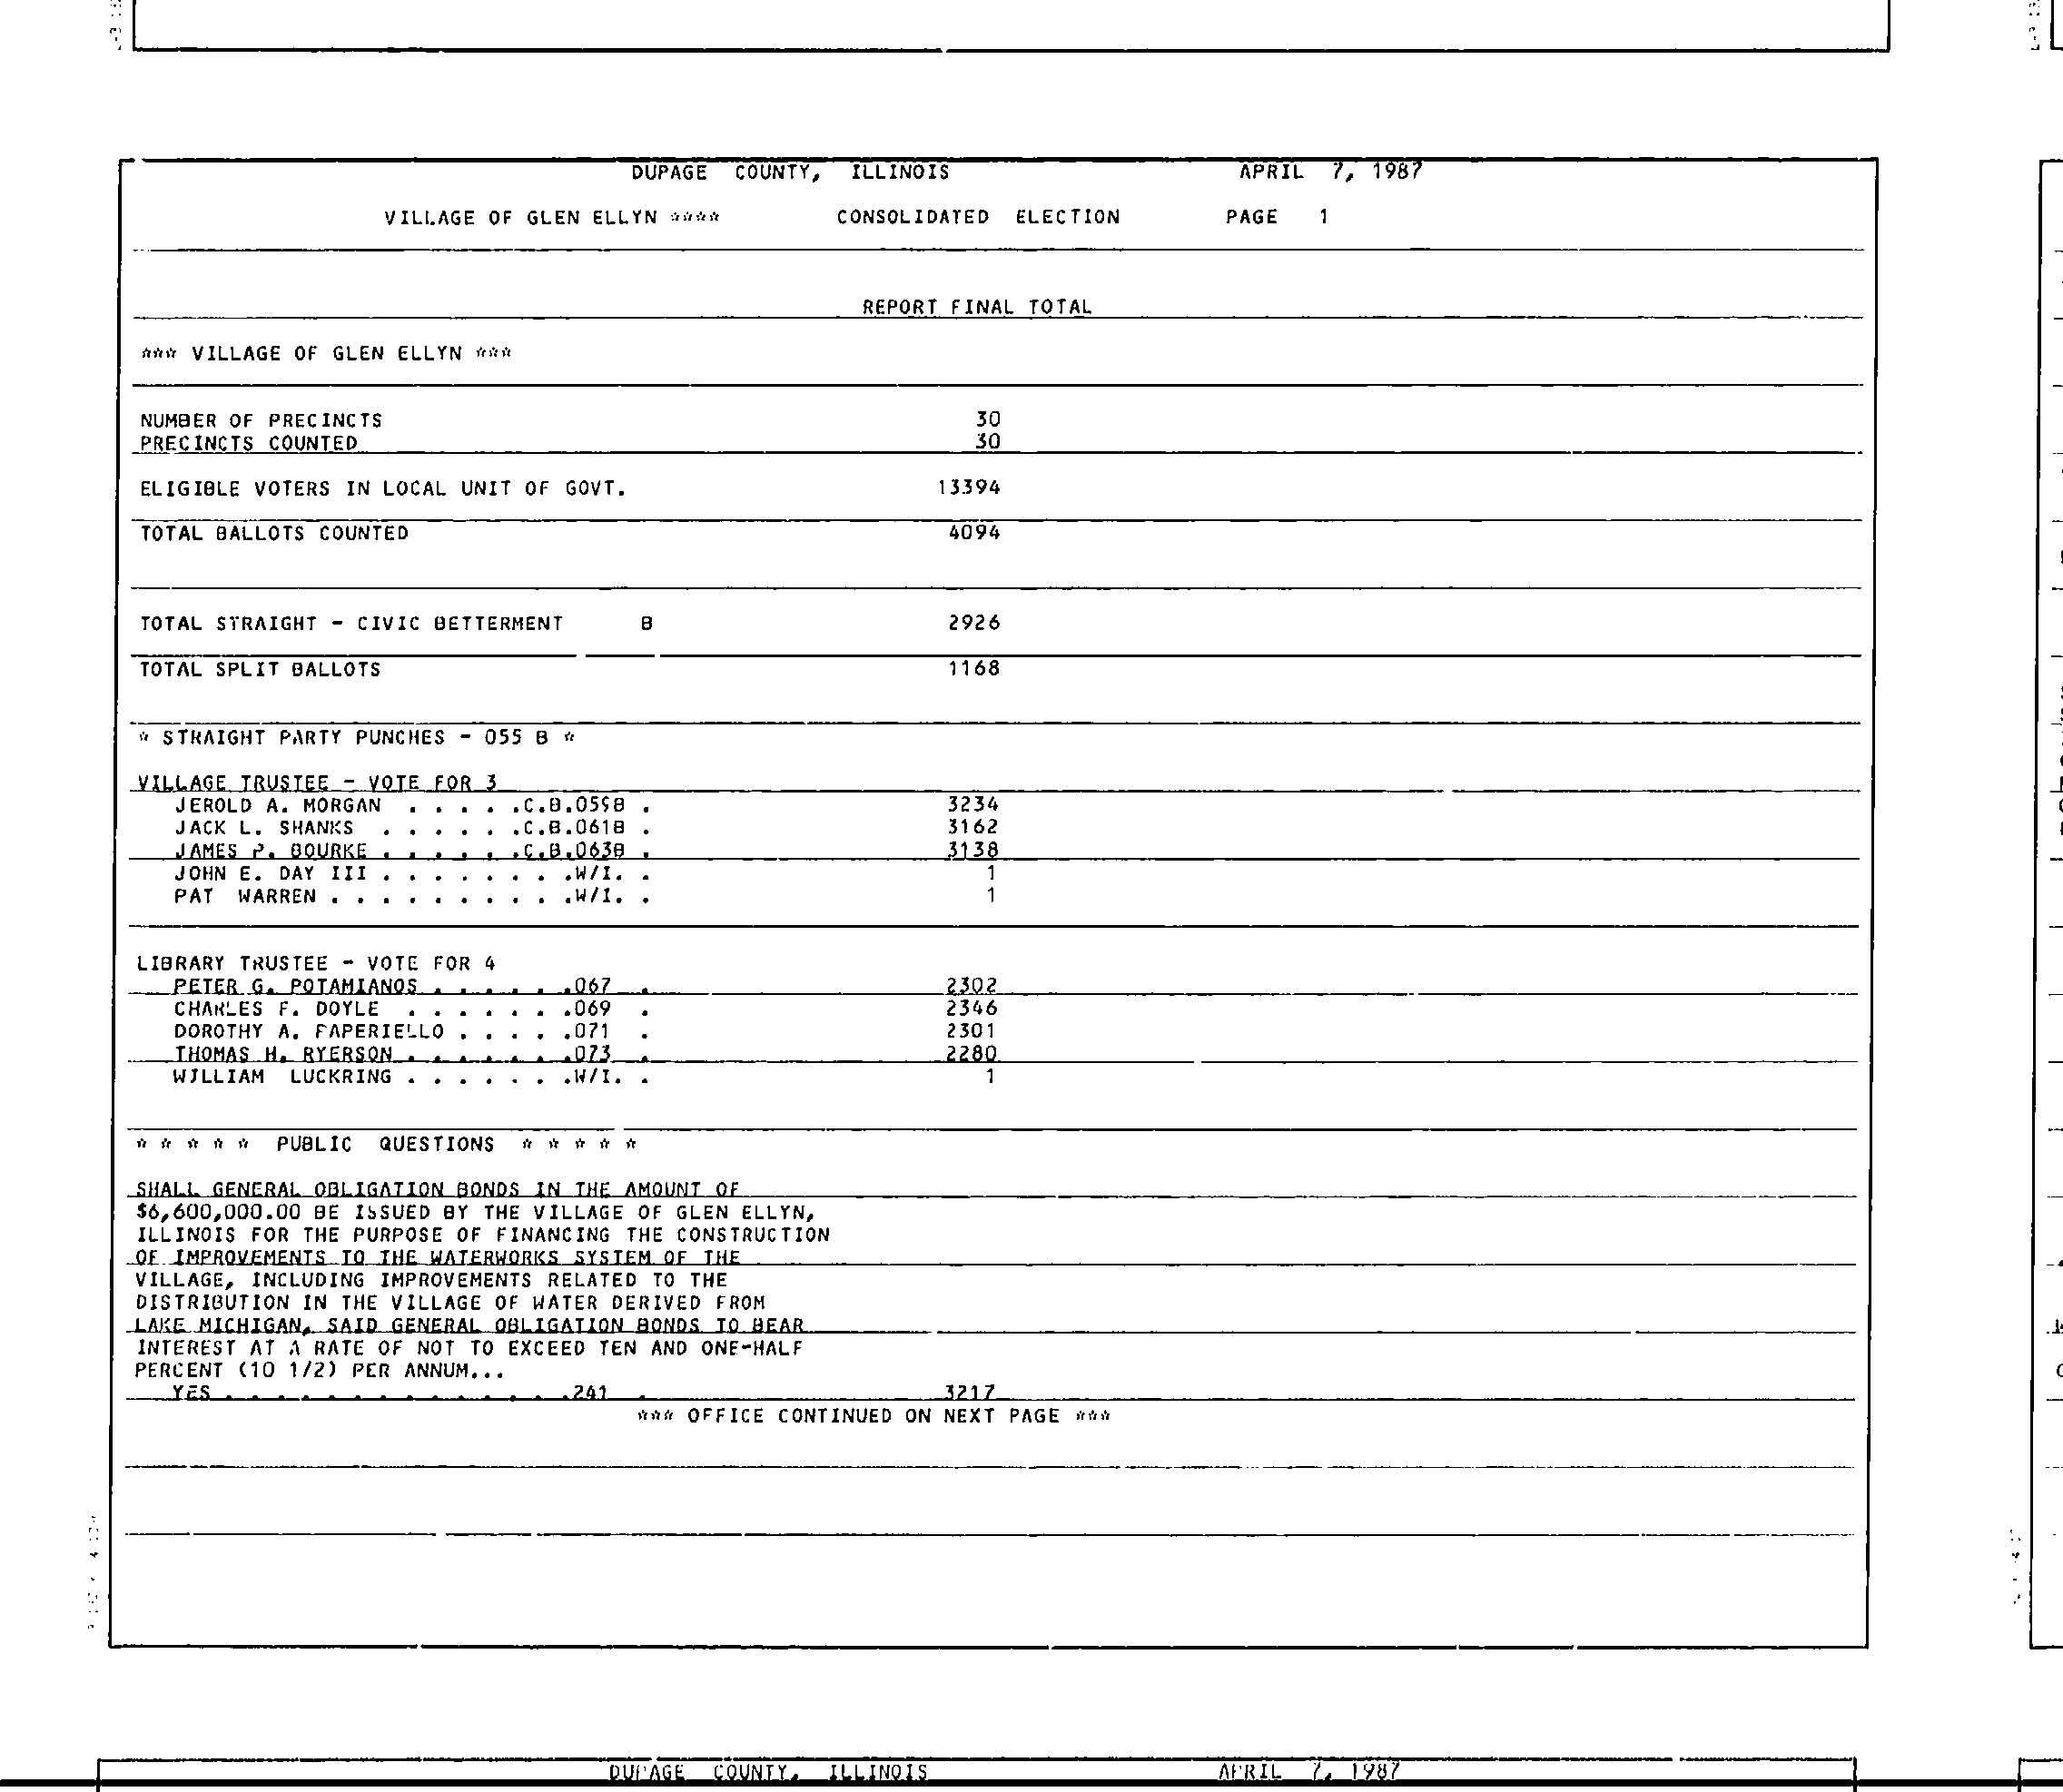 DUPAGE COUNTY, ILLINOIS APRIL 7, 1987
VILLAGE OF GLEN ELLYN **** CONSOLIDATED ELECTION PAGE 1
REPORT FINAL TOTAL
*** VILLAGE OF GLEN ELLYN ***
NUMBER OF PRECINCTS 30
PRECINCTS COUNTED 30
ELIGIBLE VOTERS IN LOCAL UNIT OF GOVT. 13394
TOTAL BALLOTS COUNTED 4094
TOTAL STRAIGHT - CIVIC BETTERMENT B 2926
TOTAL SPLIT BALLOTS 1168
* STRAIGHT PARTY PUNCHES - 055 B *
VILLAGE TRUSTEE - VOTE FOR 3
JEROLD A. MORGAN . . . . .C.B.059B . 3234
JACK L. SHANKS . . . . . .C.B.061B . 3162
JAMES P. BOURKE . . . . . .C.B.063B . 3138
JOHN E. DAY III . . . . . . . .W/I. . 1
PAT WARREN . . . . . . . . . .W/I. . 1
LIBRARY TRUSTEE - VOTE FOR 4
PETER G. POTAMIANOS . . . . . .067 . 2302
CHARLES F. DOYLE . . . . . . .069 . 2346
DOROTHY A. PAPERIELLO . . . . .071 . 2301
THOMAS H. RYERSON . . . . . . .073 . 2280
WILLIAM LUCKRING . . . . . . .W/I. . 1
* * * * * PUBLIC QUESTIONS * * * * *
SHALL GENERAL OBLIGATION BONDS IN THE AMOUNT OF
$6,600,000.00 BE ISSUED BY THE VILLAGE OF GLEN ELLYN,
ILLINOIS FOR THE PURPOSE OF FINANCING THE CONSTRUCTION
OF IMPROVEMENTS TO THE WATERWORKS SYSTEM OF THE
VILLAGE, INCLUDING IMPROVEMENTS RELATED TO THE
DISTRIBUTION IN THE VILLAGE OF WATER DERIVED FROM
LAKE MICHIGAN, SAID GENERAL OBLIGATION BONDS TO BEAR
INTEREST AT A RATE OF NOT TO EXCEED TEN AND ONE-HALF
PERCENT (10 1/2) PER ANNUM...
YES . . . . . . . . . . . . . .241 . 3217
*** OFFICE CONTINUED ON NEXT PAGE ***
DUPAGE COUNTY, ILLINOIS APRIL 7, 1987